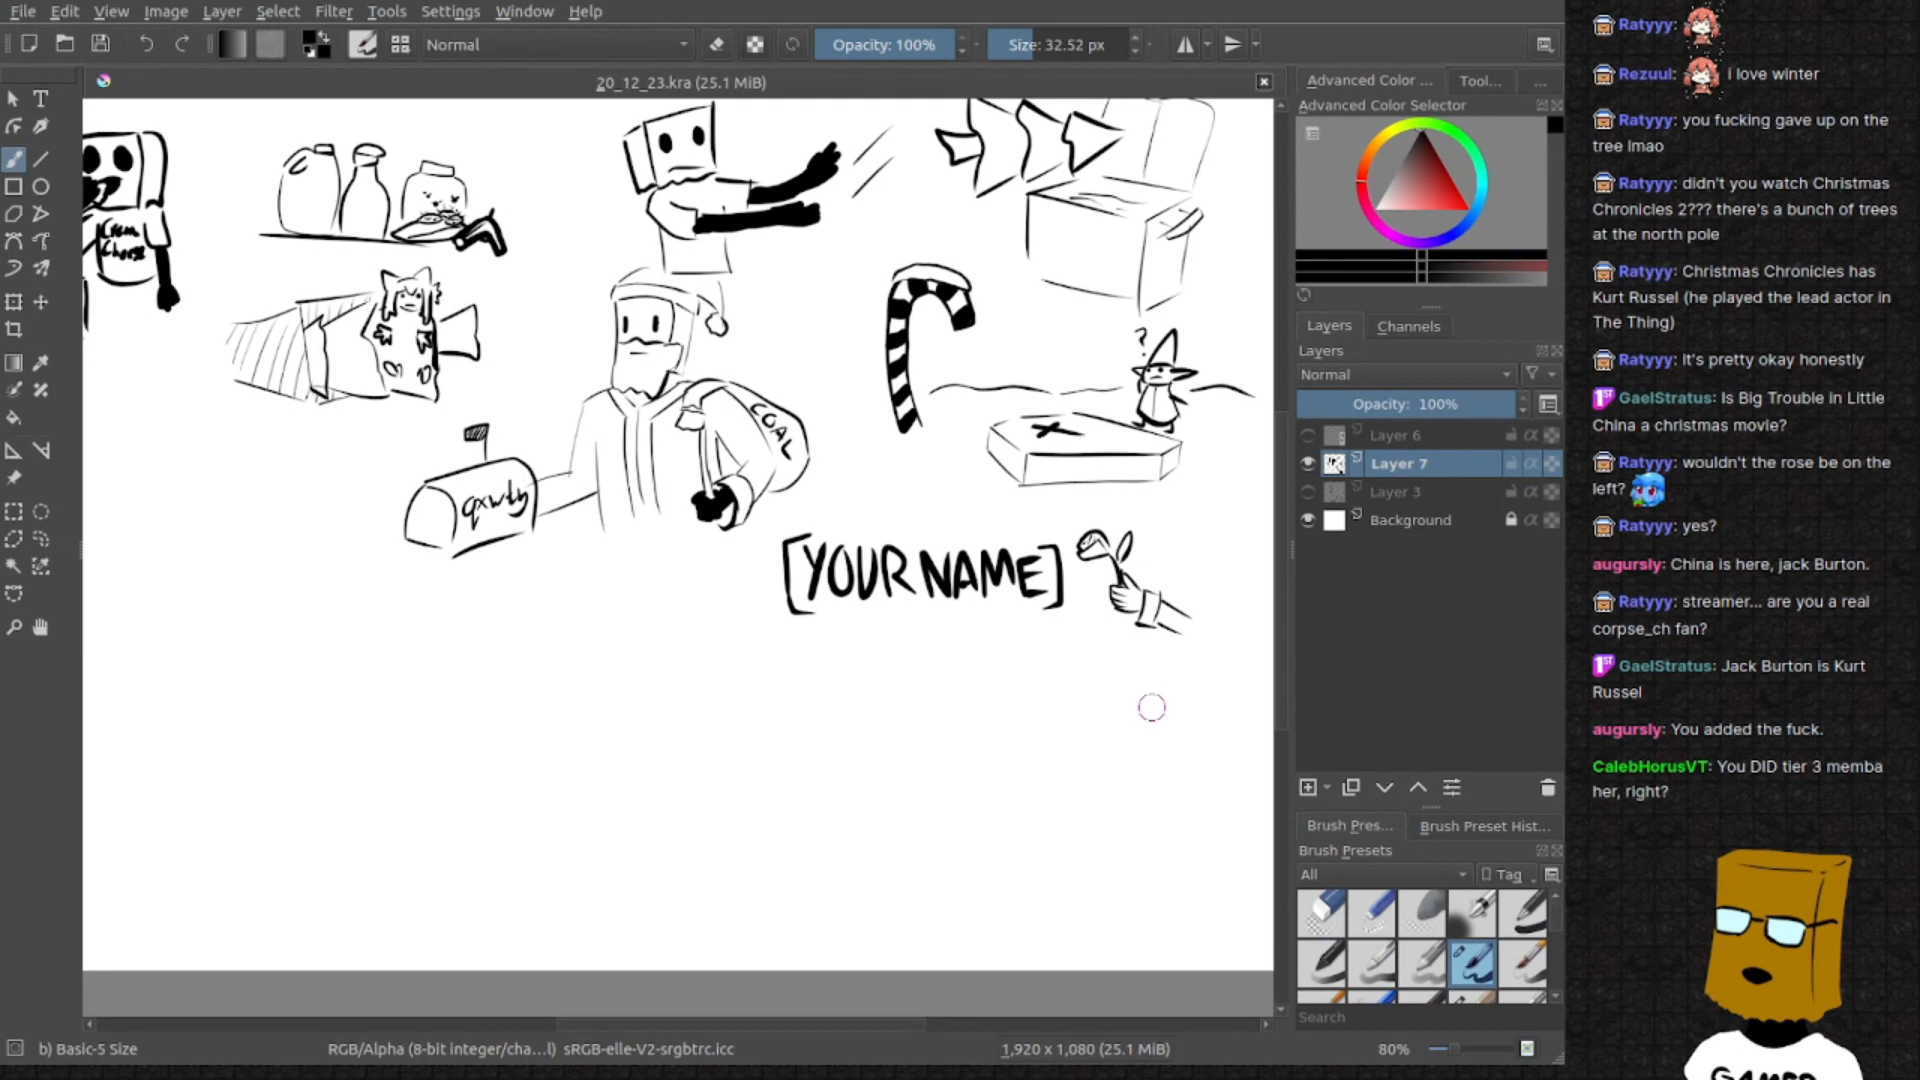 File Edit View Image Layer Select Filter Tools Settings Window Help
Normal
Opacity: 100%
Size: 32.52 px
20_12_23.kra (25.1 MiB)
Cream
Cheese
COAL
?
qxwtg
[YOUR NAME]
Advanced Color ... Tool... ...
Advanced Color Selector
Layers Channels
Layers
Normal
Opacity: 100%
Layer 6
Layer 7
Layer 3
Background
Brush Pres... Brush Preset Hist...
Brush Presets
All Tag
Search
b) Basic-5 Size RGB/Alpha (8-bit integer/cha...l) sRGB-elle-V2-srgbtrc.icc 1,920 x 1,080 (25.1 MiB) 80%
Ratyyy:
Rezuul: i love winter
Ratyyy: you fucking gave up on the
tree lmao
Ratyyy: didn't you watch Christmas
Chronicles 2??? there's a bunch of trees
at the north pole
Ratyyy: Christmas Chronicles has
Kurt Russel (he played the lead actor in
The Thing)
Ratyyy: it's pretty okay honestly
1ST GaelStratus: Is Big Trouble in Little
China a christmas movie?
Ratyyy: wouldn't the rose be on the
left?
Ratyyy: yes?
augursly: China is here, jack Burton.
Ratyyy: streamer... are you a real
corpse_ch fan?
1ST GaelStratus: Jack Burton is Kurt
Russel
augursly: You added the fuck.
CalebHorusVT: You DID tier 3 memba
her, right?
GAMER